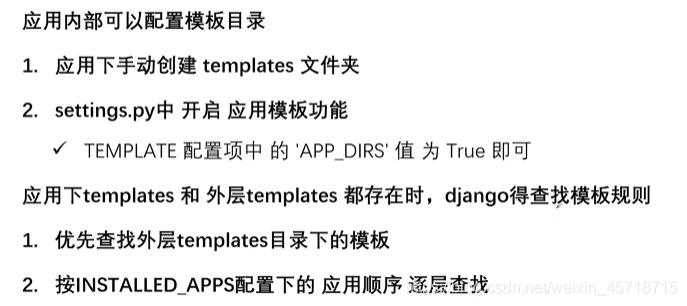 应用内部可以配置模板目录
1. 应用下手动创建 templates 文件夹
2. settings.py中 开启 应用模板功能
✓ TEMPLATE 配置项中 的 'APP_DIRS' 值 为 True 即可
应用下templates 和 外层templates 都存在时，django得查找模板规则
1. 优先查找外层templates目录下的模板
2. 按INSTALLED_APPS配置下的 应用顺序 逐层查找
csdn.net/weixin_45718715